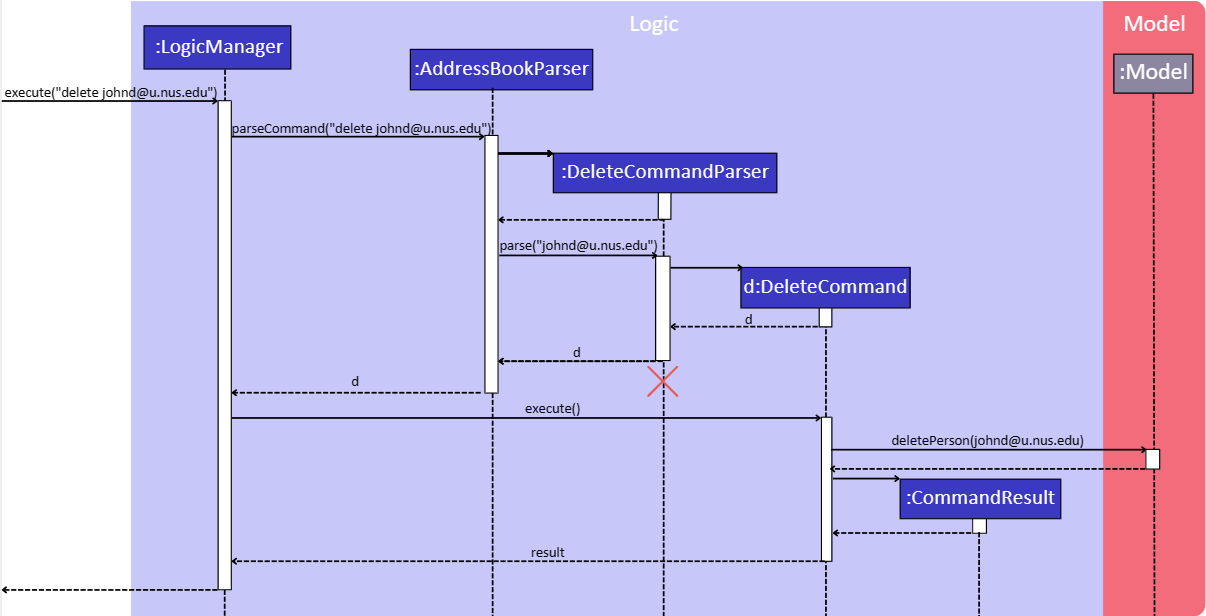 Logic
Model
:LogicManager
:AddressBookParser
:Model
execute("delete johnd@u.nus.edu")
parseCommand("delete johnd@u.nus.edu")
:DeleteCommandParser
parse("johnd@u.nus.edu")
d:DeleteCommand
d
d
d
execute()
deletePerson(johnd@u.nus.edu)
:CommandResult
result